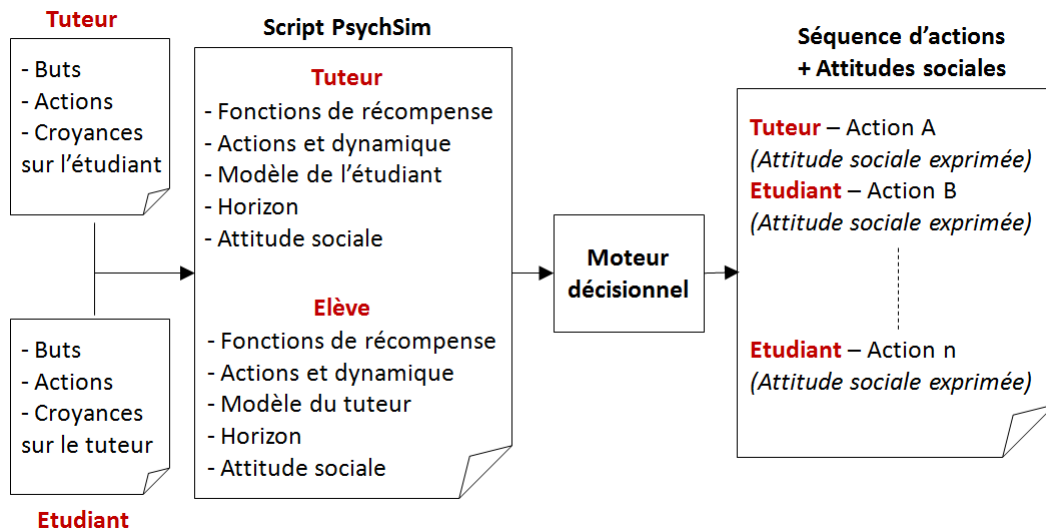 Tuteur
- Buts
- Actions
- Croyances
sur l'étudiant
- Buts
- Actions
- Croyances
sur le tuteur
Etudiant
Script PsychSim
Tuteur
- Fonctions de récompense
- Actions et dynamique
- Modèle de l'étudiant
- Horizon
- Attitude sociale
Elève
- Fonctions de récompense
- Actions et dynamique
- Modèle du tuteur
- Horizon
- Attitude sociale
Moteur
décisionnel
Séquence d'actions
+ Attitudes sociales
Tuteur – Action A
(Attitude sociale exprimée)
Etudiant – Action B
(Attitude sociale exprimée)
Etudiant – Action n
(Attitude sociale exprimée)